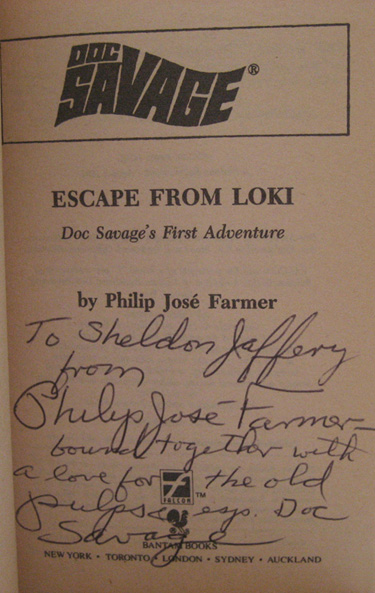 DOC
SAVAGE®
ESCAPE FROM LOKI
Doc Savage's First Adventure
by Philip José Farmer
To Sheldon Jaffery
from
Philip José Farmer—
bound together with
a love for the old
FALCON™
pulps, esp. Doc
Savage
BANTAM BOOKS
NEW YORK • TORONTO • LONDON • SYDNEY • AUCKLAND